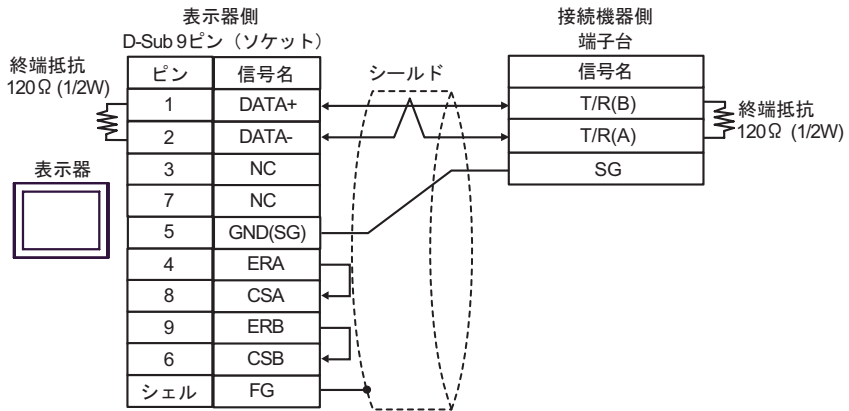 表示器側
D-Sub 9ピン（ソケット）
接続機器側
端子台
終端抵抗
120Ω (1/2W)
ピン 信号名
シールド
信号名
1 DATA+
T/R(B)
終端抵抗
120Ω (1/2W)
2 DATA-
T/R(A)
表示器
3 NC
SG
7 NC
5 GND(SG)
4 ERA
8 CSA
9 ERB
6 CSB
シェル FG